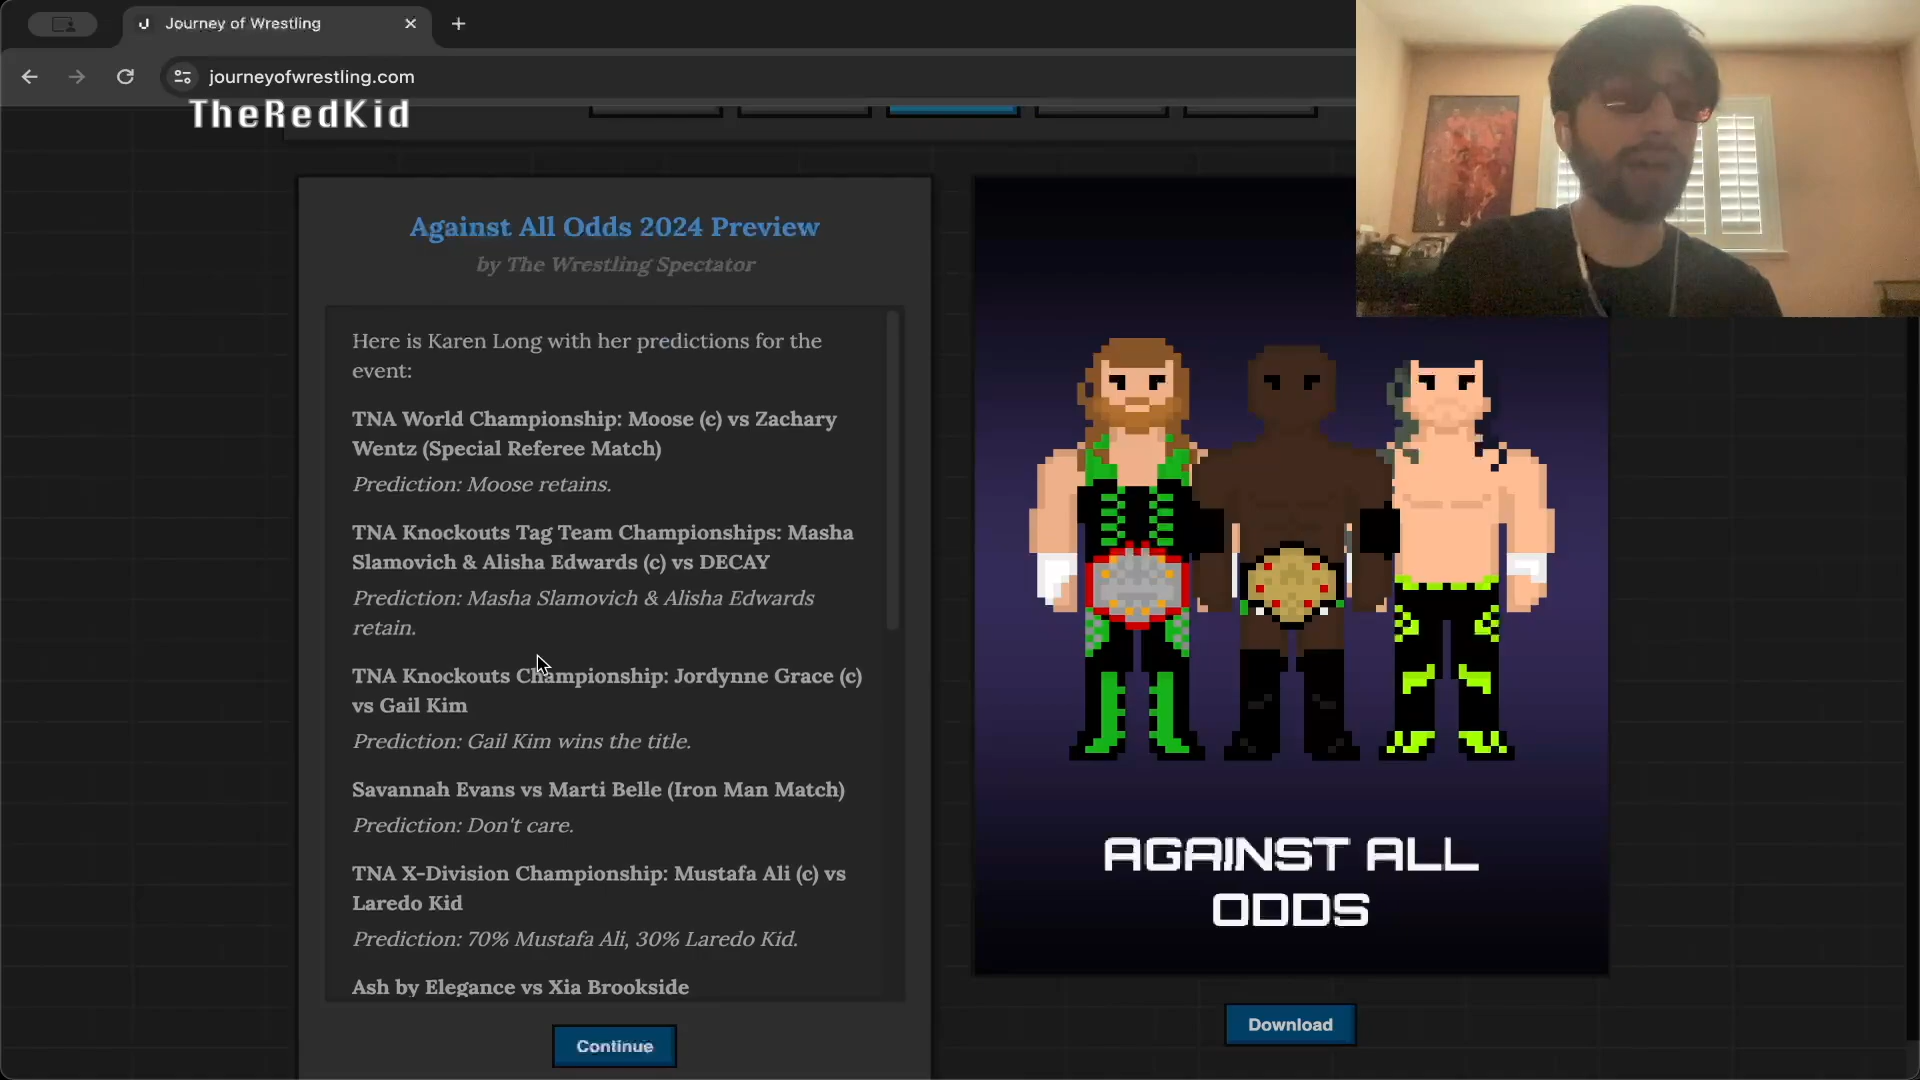 Journey of Wrestling
journeyofwrestling.com
TheRedKid
Against All Odds 2024 Preview
by The Wrestling Spectator
Here is Karen Long with her predictions for the
event:
TNA World Championship: Moose (c) vs Zachary
Wentz (Special Referee Match)
Prediction: Moose retains.
TNA Knockouts Tag Team Championships: Masha
Slamovich & Alisha Edwards (c) vs DECAY
Prediction: Masha Slamovich & Alisha Edwards
retain.
TNA Knockouts Championship: Jordynne Grace (c)
vs Gail Kim
Prediction: Gail Kim wins the title.
Savannah Evans vs Marti Belle (Iron Man Match)
Prediction: Don't care.
TNA X-Division Championship: Mustafa Ali (c) vs
Laredo Kid
Prediction: 70% Mustafa Ali, 30% Laredo Kid.
Ash by Elegance vs Xia Brookside
Continue
AGAINST ALL
ODDS
Download